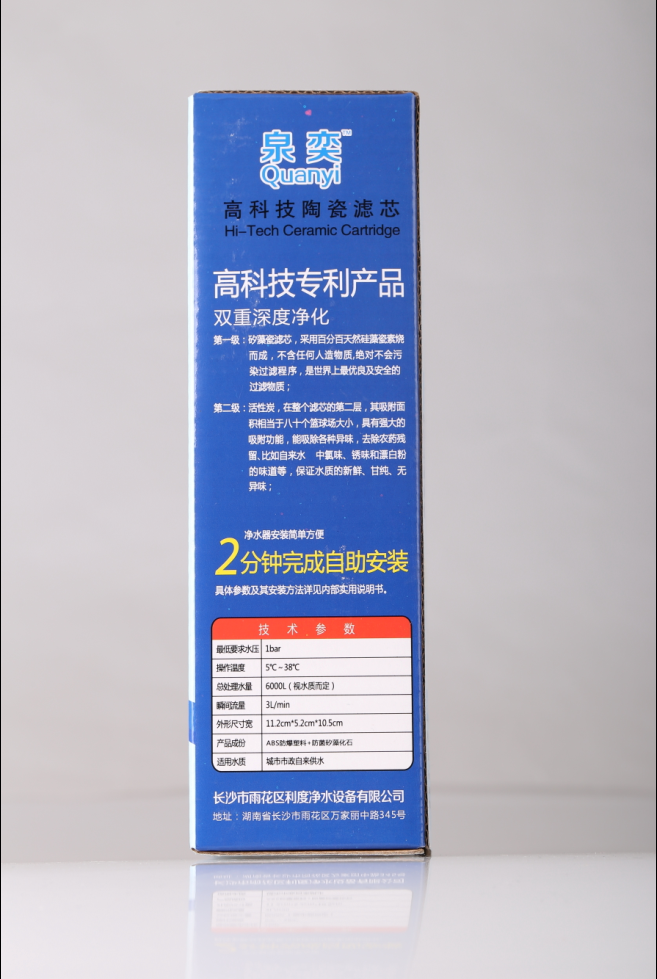 泉奕™
Quanyi
高科技陶瓷滤芯
Hi-Tech Ceramic Cartridge
高科技专利产品
双重深度净化
第一级：矽藻瓷滤芯，采用百分百天然硅藻瓷素烧
而成，不含任何人造物质,绝对不会污
染过滤程序，是世界上最优良及安全的
过滤物质；
第二级：活性炭，在整个滤芯的第二层，其吸附面
积相当于八十个篮球场大小，具有强大的
吸附功能，能吸除各种异味，去除农药残
留、比如自来水 中氯味、锈味和漂白粉
的味道等，保证水质的新鲜、甘纯、无
异味；
净水器安装简单方便
2分钟完成自助安装
具体参数及其安装方法详见内部实用说明书。
技术参数
最低要求水压 1bar
操作温度 5℃~38℃
总处理水量 6000L（视水质而定）
瞬间流量 3L/min
外形尺寸宽 11.2cm*5.2cm*10.5cm
产品成份 ABS防爆塑料+防菌矽藻化石
适用水质 城市市政自来供水
长沙市雨花区利度净水设备有限公司
地址：湖南省长沙市雨花区万家丽中路345号